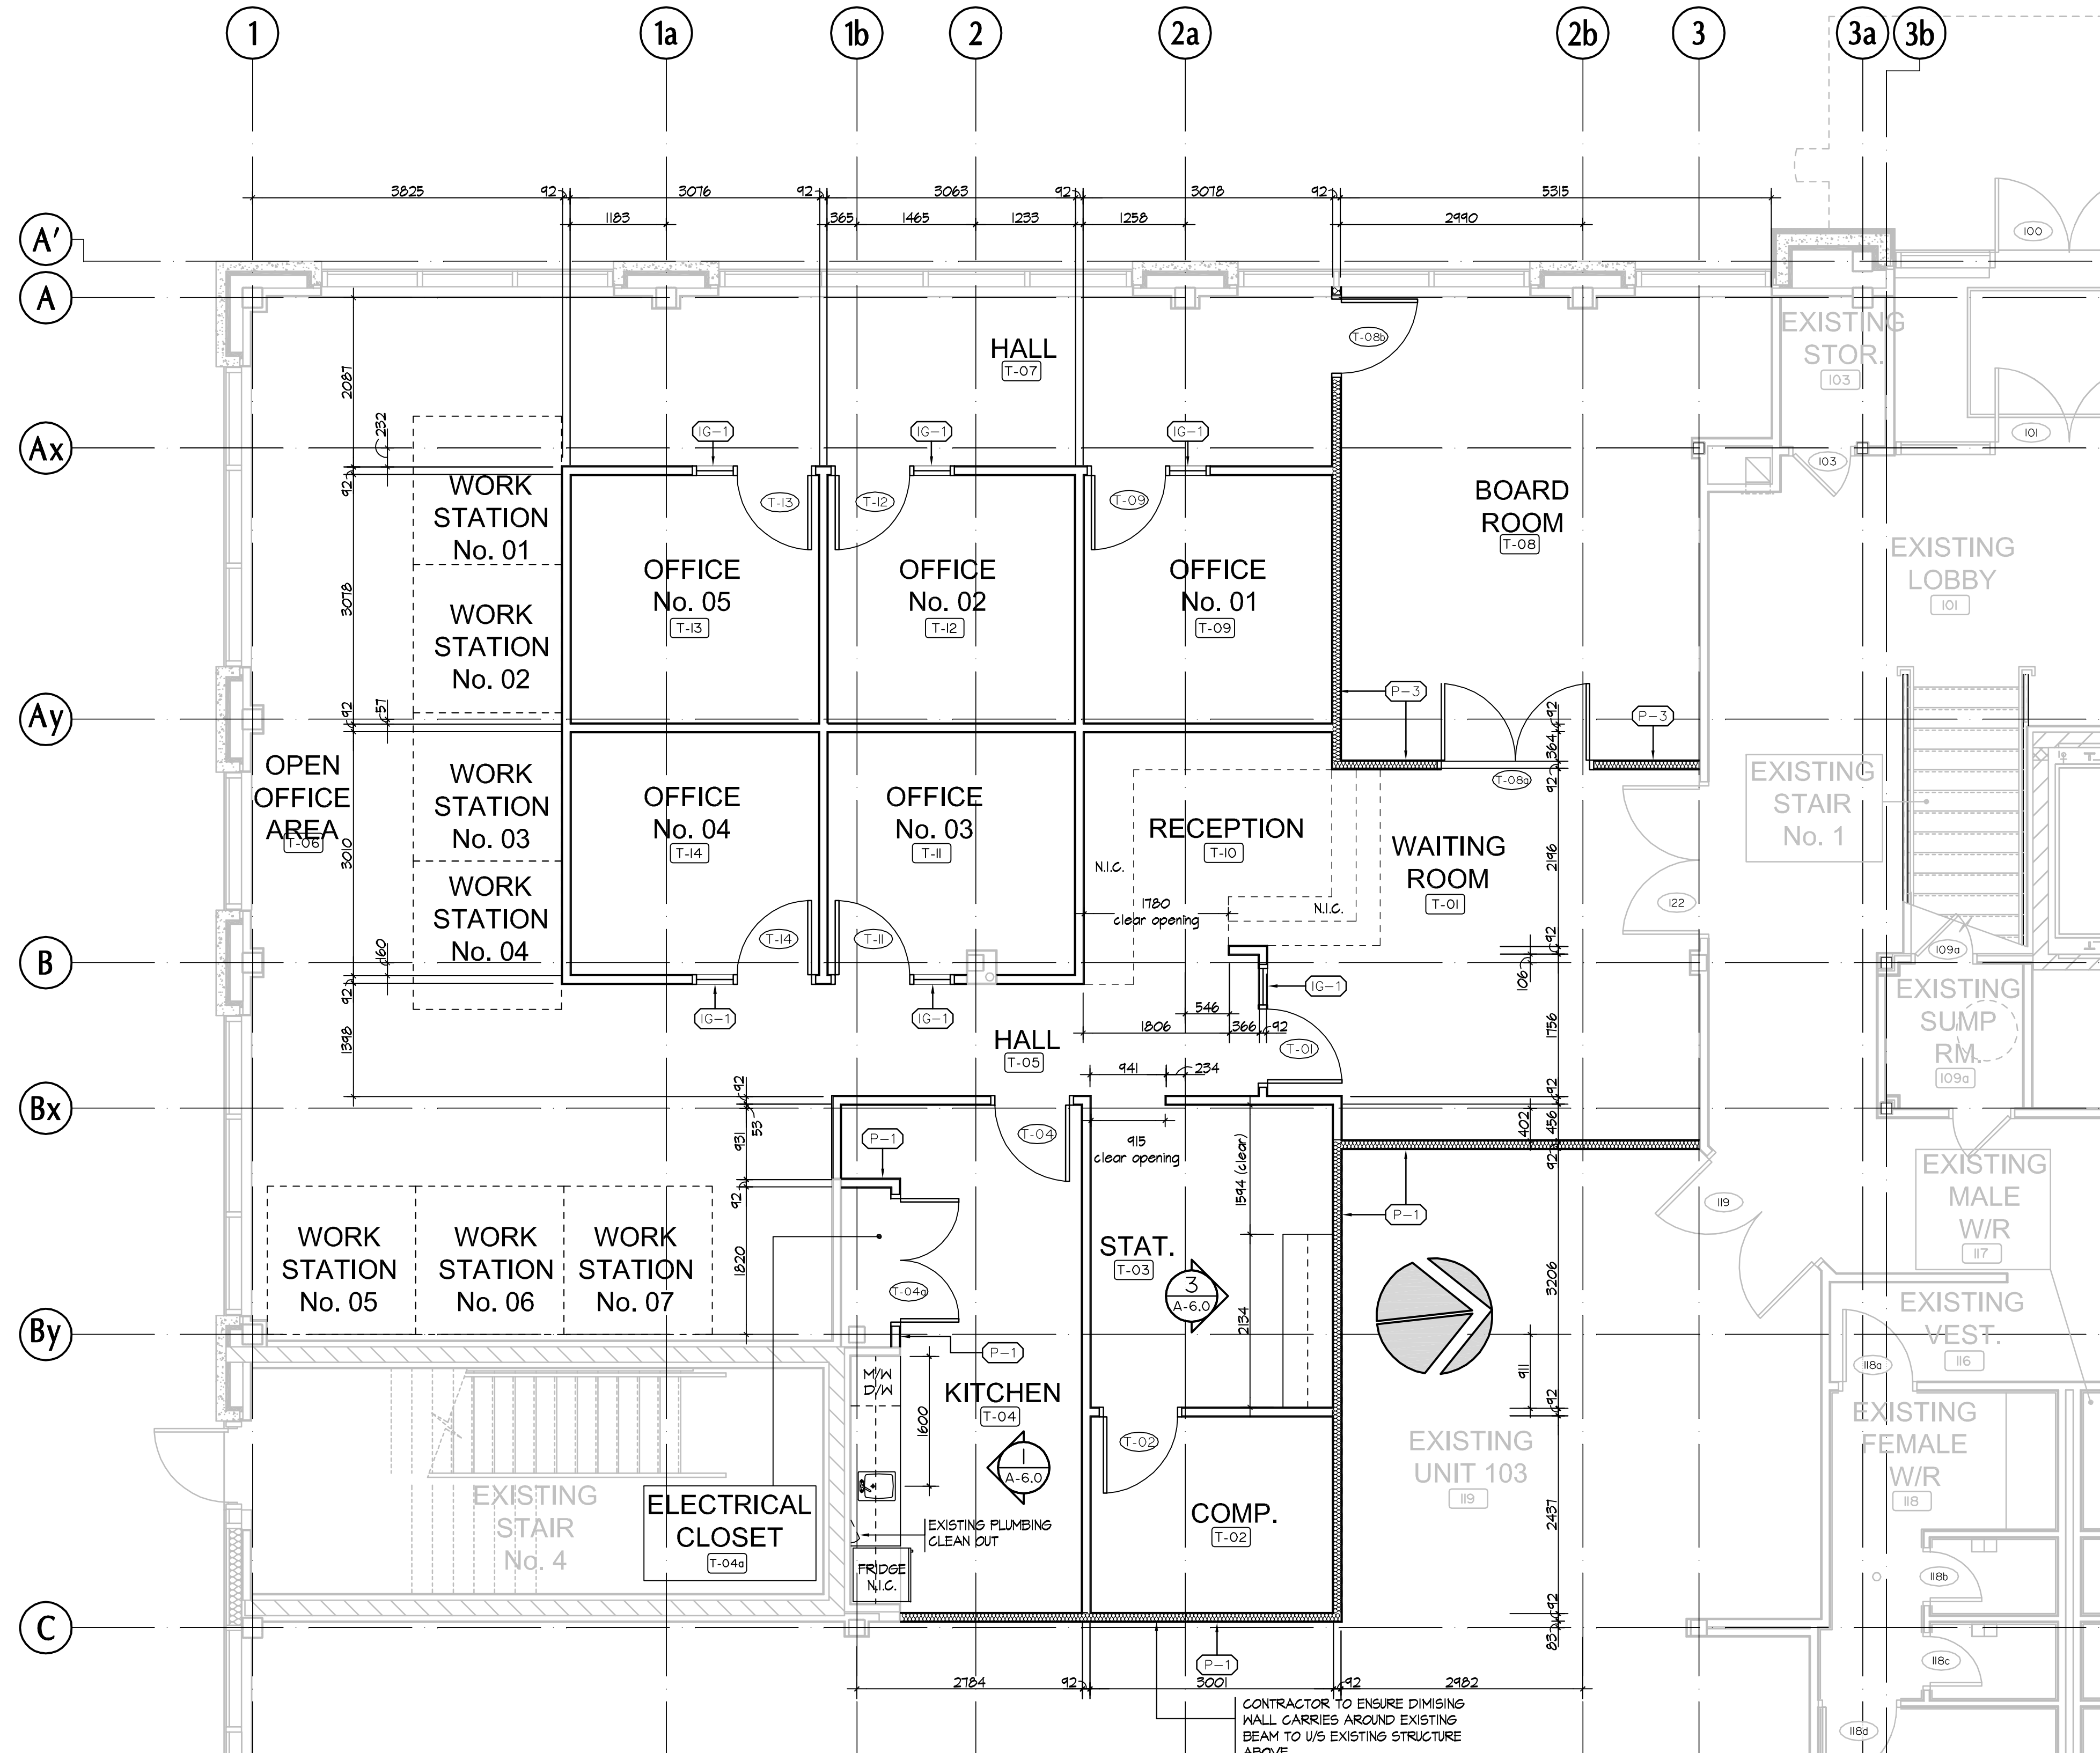 1
1a
1b
2
2a
2b
3
3a
3b
3825
92
3076
92
3063
92
3078
92
5315
1183
365
1465
1233
1258
2990
A'
A
100
HALL
T-07
T-08b
EXISTING
STOR.
103
2087
232
Ax
IG-1
IG-1
IG-1
101
103
92
WORK
STATION
No. 01
T-13
T-12
T-09
BOARD
ROOM
T-08
EXISTING
LOBBY
101
OFFICE
No. 05
T-13
OFFICE
No. 02
T-12
OFFICE
No. 01
T-09
3078
WORK
STATION
No. 02
P-3
P-3
Ay
92
57
92
364
92
T-08a
OPEN
OFFICE
AREA
T-06
WORK
STATION
No. 03
OFFICE
No. 04
T-14
OFFICE
No. 03
T-11
RECEPTION
T-10
N.I.C.
WAITING
ROOM
T-01
EXISTING
STAIR
No. 1
3010
2196
WORK
STATION
No. 04
1780
clear opening
N.I.C.
122
B
160
T-14
T-11
92
106
109a
92
IG-1
IG-1
IG-1
EXISTING
SUMP
RM.
109a
546
1806
366
92
1756
1398
HALL
T-05
T-01
941
234
Bx
92
53
931
92
P-1
T-04
915
clear opening
1594 (clear)
92
402
456
92
EXISTING
MALE
W/R
117
119
P-1
WORK
STATION
No. 05
WORK
STATION
No. 06
WORK
STATION
No. 07
1820
T-04a
STAT.
T-03
3
A-6.0
2134
3206
EXISTING
VEST.
116
By
P-1
911
118a
M/W
D/W
1600
KITCHEN
T-04
92
T-02
1
A-6.0
EXISTING
UNIT 103
119
EXISTING
FEMALE
W/R
118
EXISTING
STAIR
No. 4
ELECTRICAL
CLOSET
T-04a
EXISTING PLUMBING
CLEAN OUT
COMP.
T-02
2437
FRIDGE
N.I.C.
118b
C
92
83
P-1
118c
2784
92
3001
92
2982
CONTRACTOR TO ENSURE DIMISING
WALL CARRIES AROUND EXISTING
BEAM TO U/S EXISTING STRUCTURE
ABOVE
118d